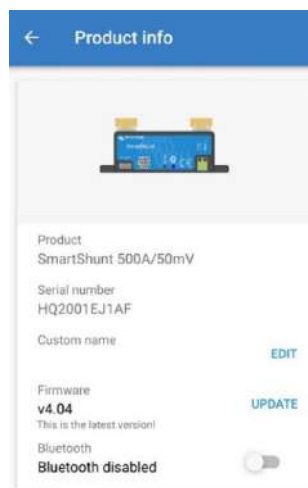 ← Product info
SmartShunt
Product
SmartShunt 500A/50mV
Serial number
HQ2001EJ1AF
Custom name
EDIT
Firmware
v4.04
UPDATE
This is the latest version!
Bluetooth
Bluetooth disabled